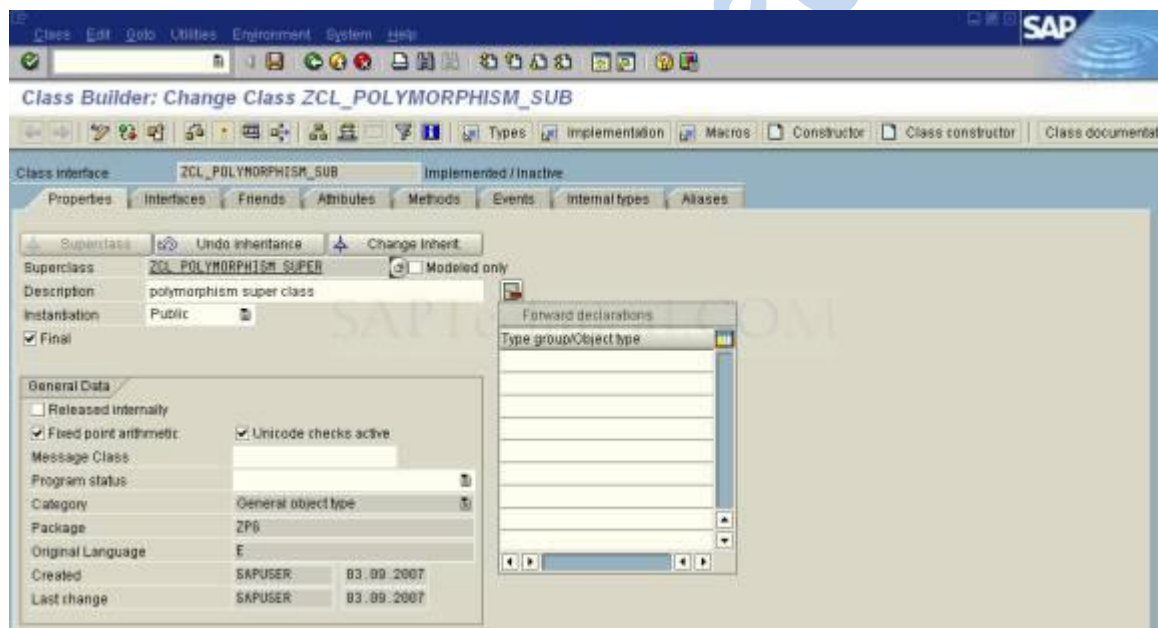 Class Edit Goto Utilities Environment System Help
SAP
Class Builder: Change Class ZCL_POLYMORPHISM_SUB
Types Implementation Macros Constructor Class constructor Class documentat
Class interface ZCL_POLYMORPHISM_SUB Implemented / Inactive
Properties Interfaces Friends Attributes Methods Events Internal types Aliases
Superclass Undo inheritance Change inherit.
Superclass ZCL_POLYMORPHISM_SUPER Modeled only
Description polymorphism super class
Instantiation Public
Forward declarations
Final
Type group/Object type
General Data
Released internally
Fixed point arithmetic Unicode checks active
Message Class
Program status
Category General object type
Package
Original Language E
Created SAPUSER 03.09.2007
Last change SAPUSER 03.09.2007